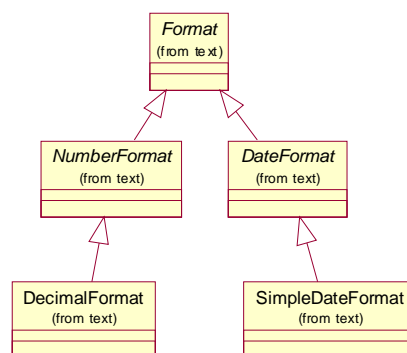 Format
(from text)
NumberFormat
(from text)
DateFormat
(from text)
DecimalFormat
(from text)
SimpleDateFormat
(from text)